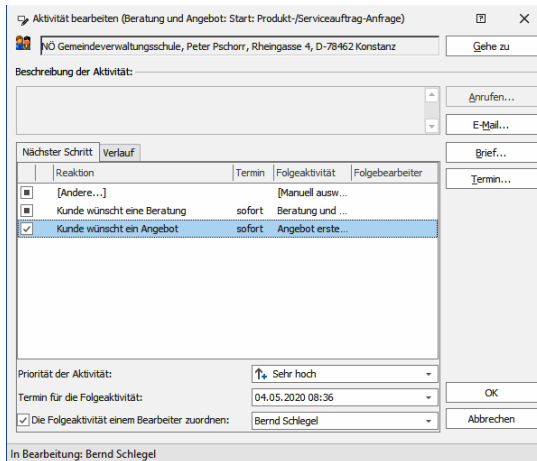 Aktivität bearbeiten (Beratung und Angebot: Start: Produkt-/Serviceauftrag-Anfrage)
NÖ Gemeindeverwaltungsschule, Peter Pschorr, Rheingasse 4, D-78462 Konstanz
Gehe zu
Beschreibung der Aktivität:
Anrufen...
E-Mail...
Brief...
Termin...
Nächster Schritt Verlauf
Reaktion Termin Folgeaktivität Folgebearbeiter
[Andere...] [Manuell ausw...
Kunde wünscht eine Beratung sofort Beratung und ...
Kunde wünscht ein Angebot sofort Angebot erste...
Priorität der Aktivität: Sehr hoch
Termin für die Folgeaktivität: 04.05.2020 08:36
Die Folgeaktivität einem Bearbeiter zuordnen: Bernd Schlegel
OK
Abbrechen
In Bearbeitung: Bernd Schlegel